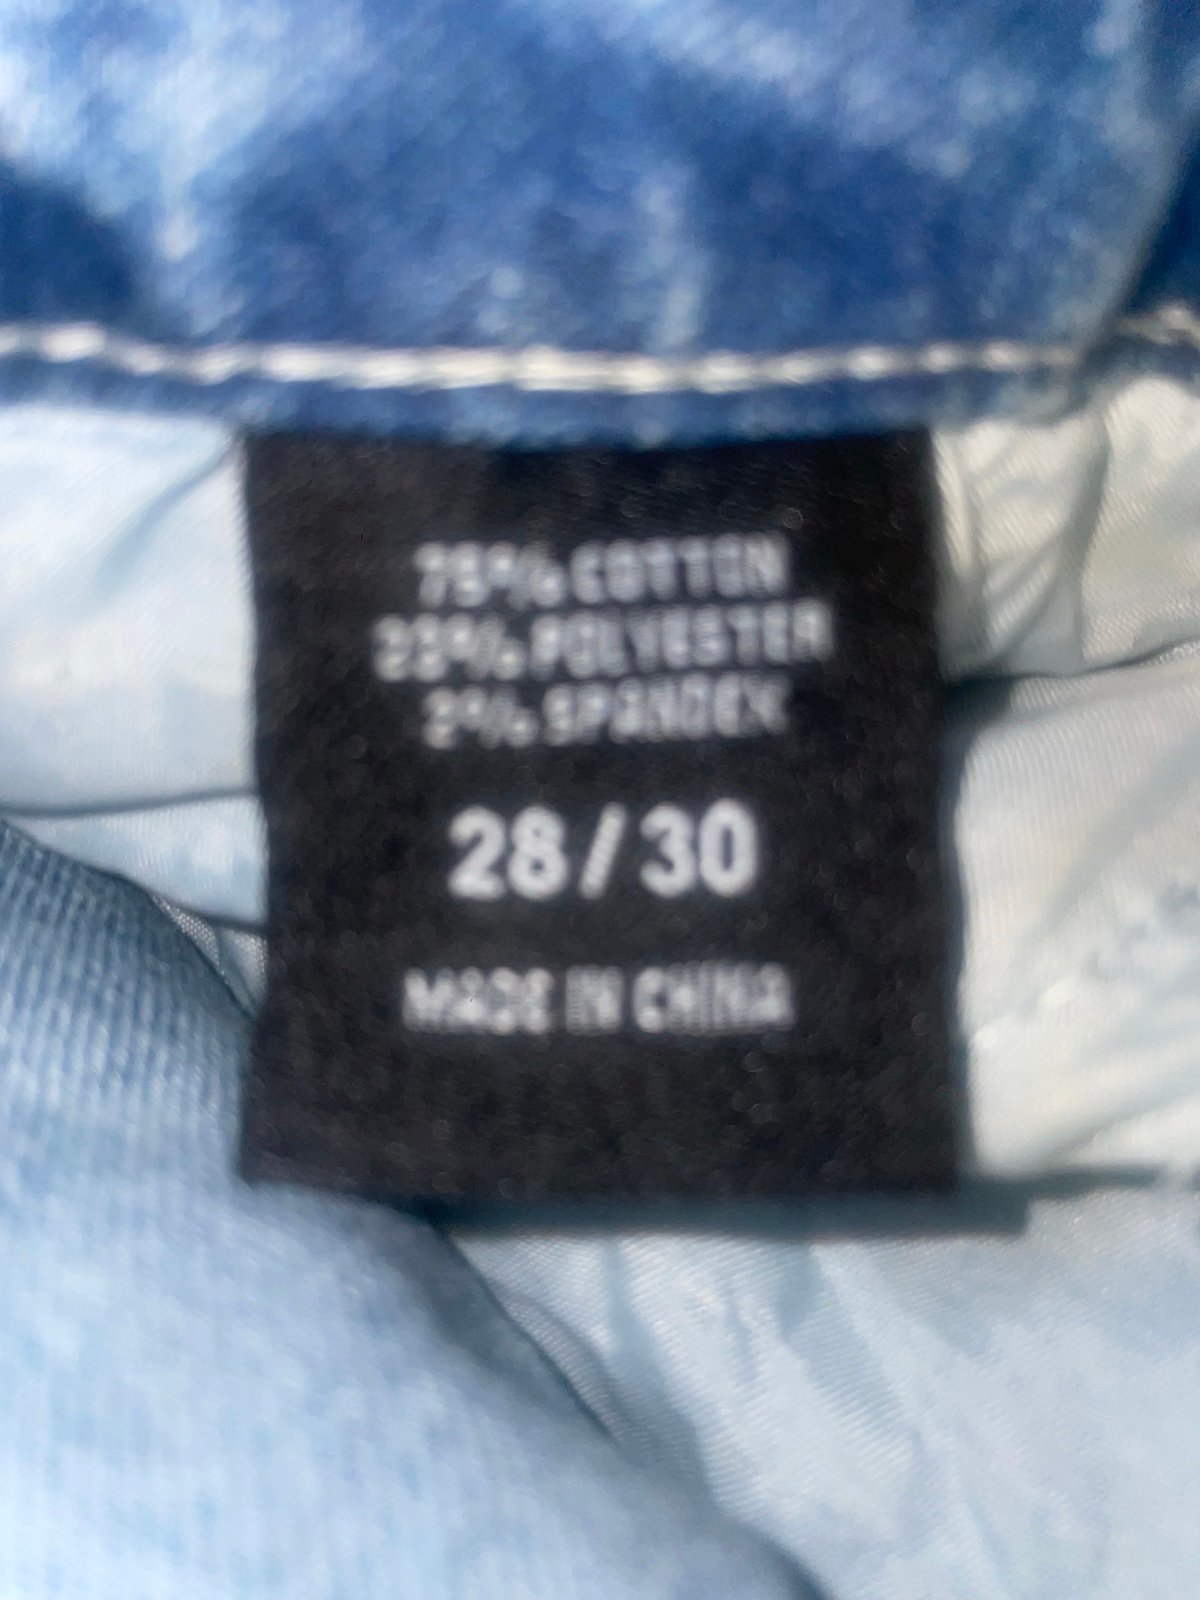 75% COTTON
23% POLYESTER
2% SPANDEX
28/30
MADE IN CHINA